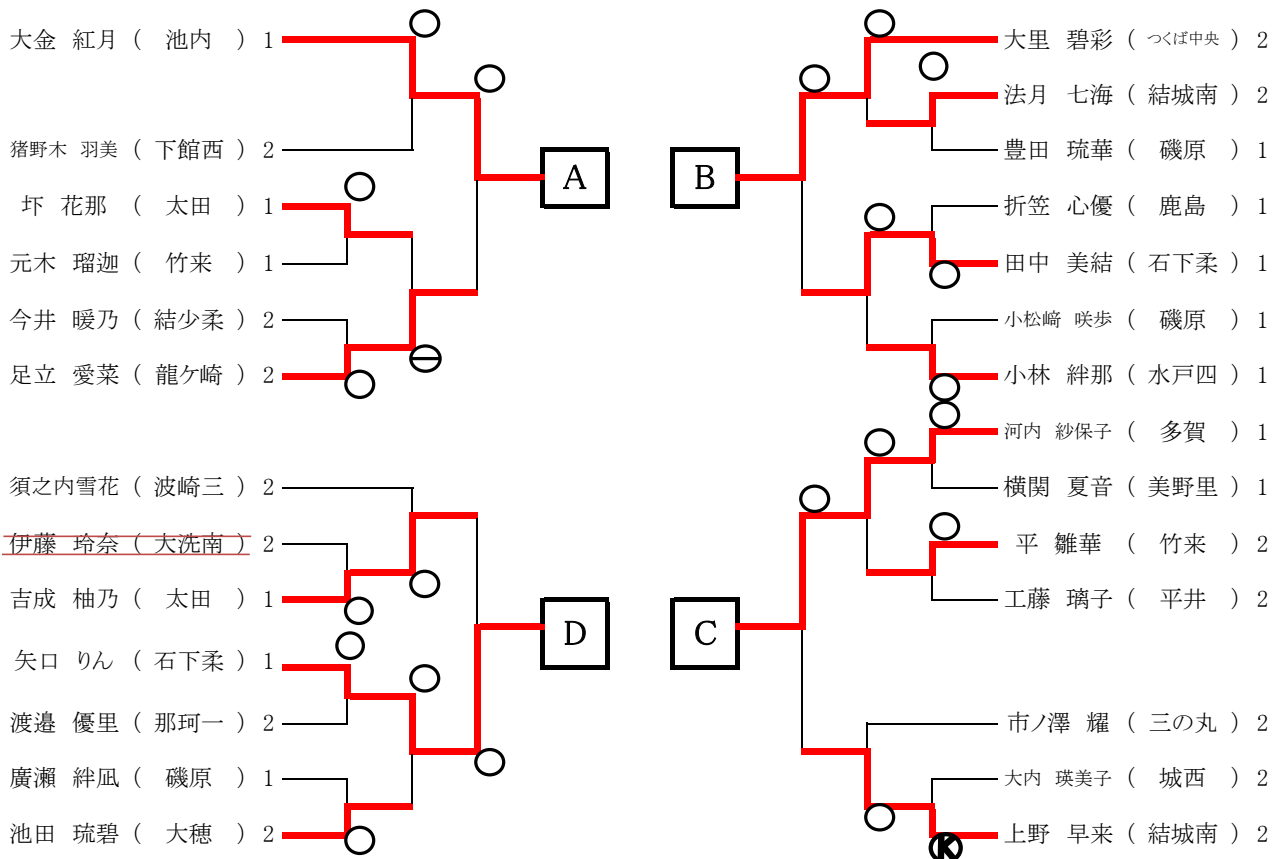 大金 紅月 ( 池内 ) 1
猪野木 羽美 ( 下館西 ) 2
圷 花那 ( 太田 ) 1
元木 瑠迦 ( 竹来 ) 1
今井 暖乃 ( 結少柔 ) 2
足立 愛菜 ( 龍ケ崎 ) 2
A
須之内雪花 ( 波崎三 ) 2
伊藤 玲奈 ( 大洗南 ) 2
吉成 柚乃 ( 太田 ) 1
矢口 りん ( 石下柔 ) 1
渡邉 優里 ( 那珂一 ) 2
廣瀬 絆凪 ( 磯原 ) 1
池田 琉碧 ( 大穂 ) 2
D
B
大里 碧彩 ( つくば中央 ) 2
法月 七海 ( 結城南 ) 2
豊田 琉華 ( 磯原 ) 1
折笠 心優 ( 鹿島 ) 1
田中 美結 ( 石下柔 ) 1
小松﨑 咲歩 ( 磯原 ) 1
小林 絆那 ( 水戸四 ) 1
C
河内 紗保子 ( 多賀 ) 1
横関 夏音 ( 美野里 ) 1
平 雛華 ( 竹来 ) 2
工藤 璃子 ( 平井 ) 2
市ノ澤 耀 ( 三の丸 ) 2
大内 瑛美子 ( 城西 ) 2
上野 早来 ( 結城南 ) 2
K